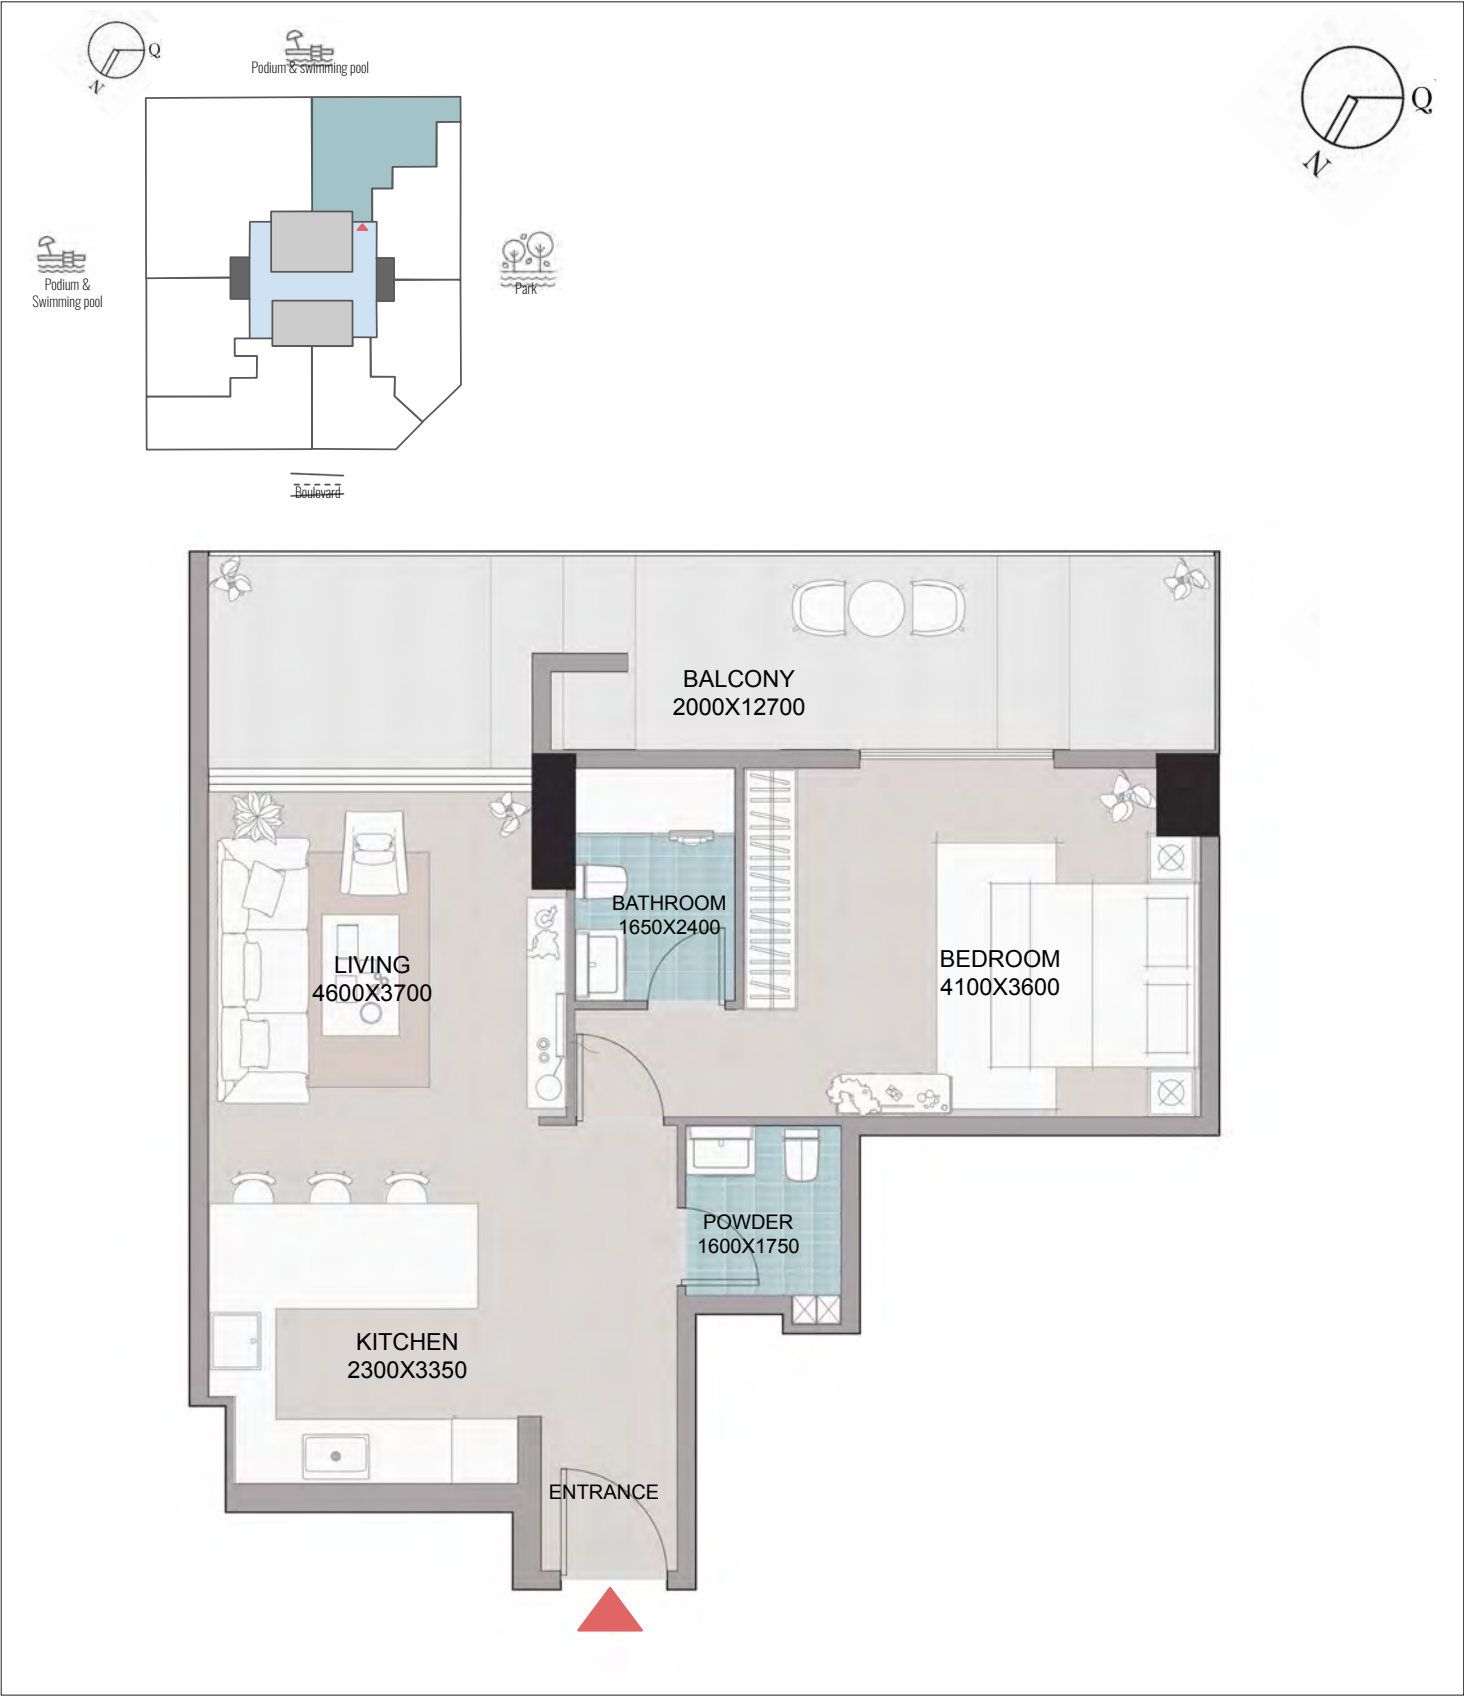 Q
N
Podium & swimming pool
Q
N
Podium &
Swimming pool
Park
Boulevard
BALCONY
2000X12700
BATHROOM
1650X2400
LIVING
4600X3700
BEDROOM
4100X3600
POWDER
1600X1750
KITCHEN
2300X3350
ENTRANCE